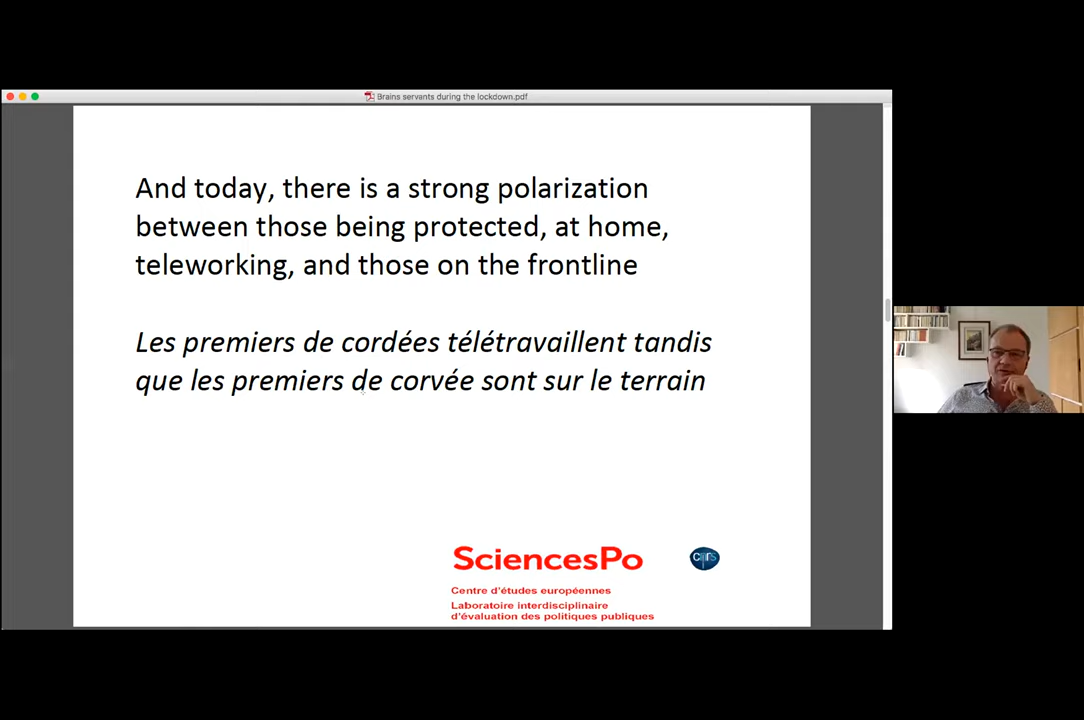 Brains servants during the lockdown.pdf
And today, there is a strong polarization
between those being protected, at home,
teleworking, and those on the frontline
Les premiers de cordées télétravaillent tandis
que les premiers de corvée sont sur le terrain
SciencesPo
cnrs
Centre d'études européennes
Laboratoire interdisciplinaire
d'évaluation des politiques publiques